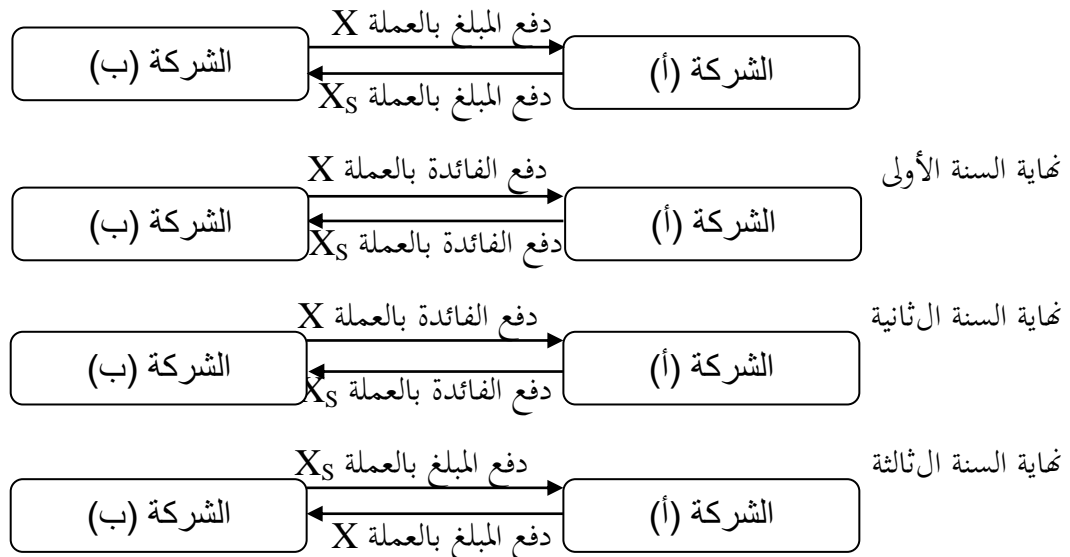 دفع المبلغ بالعملة X
الشركة (أ)
الشركة (ب)
دفع المبلغ بالعملة XS
نهاية السنة الأولى
دفع الفائدة بالعملة X
الشركة (أ)
الشركة (ب)
دفع الفائدة بالعملة XS
نهاية السنة الثانية
دفع الفائدة بالعملة X
الشركة (أ)
الشركة (ب)
دفع الفائدة بالعملة XS
نهاية السنة الثالثة
دفع المبلغ بالعملة XS
الشركة (أ)
الشركة (ب)
دفع المبلغ بالعملة X